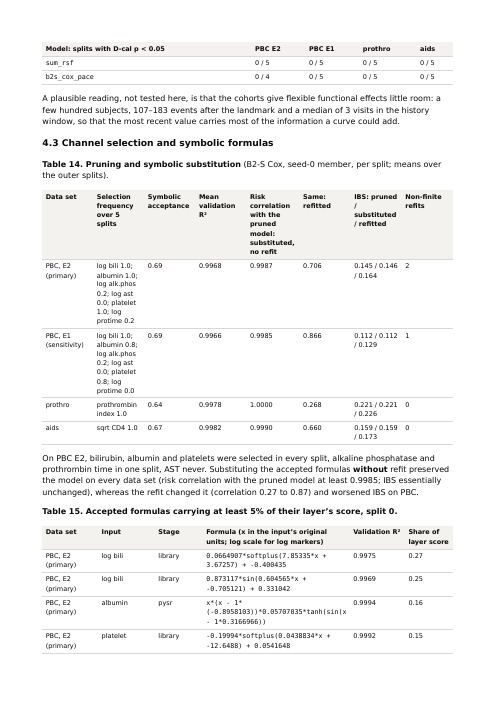 Model: splits with D-cal p < 0.05 PBC E2 PBC E1 prothro aids
sum_rsf 0 / 5 0 / 5 0 / 5 0 / 5
b2s_cox_pace 0 / 4 0 / 5 0 / 5 0 / 5
A plausible reading, not tested here, is that the cohorts give flexible functional effects little room: a
few hundred subjects, 107–183 events after the landmark and a median of 3 visits in the history
window, so that the most recent value carries most of the information a curve could add.
4.3 Channel selection and symbolic formulas
Table 14. Pruning and symbolic substitution (B2-S Cox, seed-0 member, per split; means over
the outer splits).
Data set Selection Symbolic Mean Risk Same: IBS: pruned Non-finite
frequency acceptance validation correlation refitted / refits
over 5 R² with the substituted
splits pruned / refitted
model:
substituted,
no refit
PBC, E2 log bili 1.0; 0.69 0.9968 0.9987 0.706 0.145 / 0.146 2
(primary) albumin 1.0; / 0.164
log alk.phos
0.2; log ast
0.0; platelet
1.0; log
protime 0.2
PBC, E1 log bili 1.0; 0.69 0.9966 0.9985 0.866 0.112 / 0.112 1
(sensitivity) albumin 0.8; / 0.129
log alk.phos
0.2; log ast
0.0; platelet
0.8; log
protime 0.0
prothro prothrombin 0.64 0.9978 1.0000 0.268 0.221 / 0.221 0
index 1.0 / 0.226
aids sqrt CD4 1.0 0.67 0.9982 0.9990 0.660 0.159 / 0.159 0
/ 0.173
On PBC E2, bilirubin, albumin and platelets were selected in every split, alkaline phosphatase and
prothrombin time in one split, AST never. Substituting the accepted formulas without refit preserved
the model on every data set (risk correlation with the pruned model at least 0.9985; IBS essentially
unchanged), whereas the refit changed it (correlation 0.27 to 0.87) and worsened IBS on PBC.
Table 15. Accepted formulas carrying at least 5% of their layer’s score, split 0.
Data set Input Stage Formula (x in the input’s original Validation R² Share of
units; log scale for log markers) layer score
PBC, E2 log bili library 0.0664907*softplus(7.85335*x + 0.9975 0.27
(primary) 3.67257) + -0.400435
PBC, E2 log bili library 0.873117*sin(0.604565*x + 0.9969 0.25
(primary) -0.705121) + 0.331042
PBC, E2 albumin pysr x*(x - 1* 0.9994 0.16
(primary) (-0.8958103))*0.05707835*tanh(sin(x
- 1*0.3166966))
PBC, E2 platelet library -0.19994*softplus(0.0438834*x + 0.9992 0.15
(primary) -12.6488) + 0.0541648